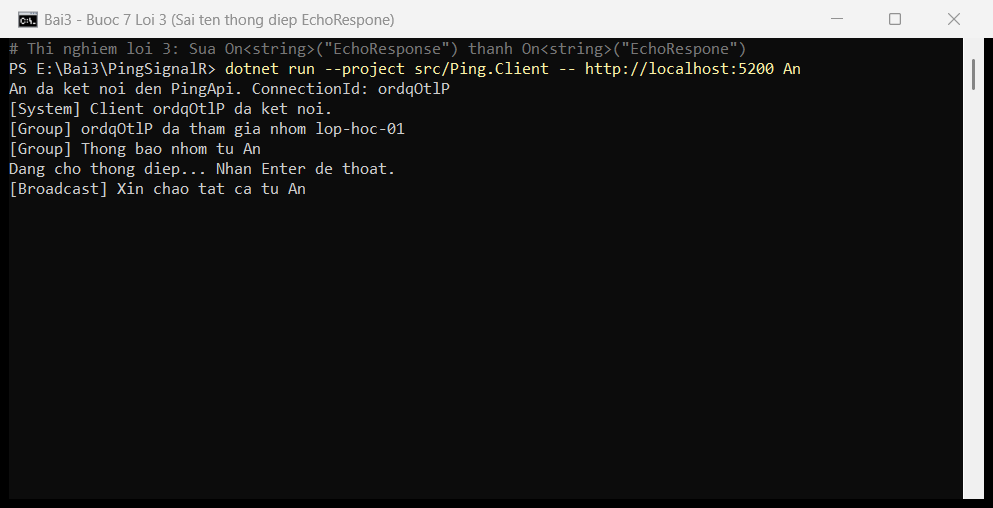 Bai3 - Buoc 7 Loi 3 (Sai ten thong diep EchoRespone)
# Thi nghiem loi 3: Sua On<string>("EchoResponse") thanh On<string>("EchoRespone")
PS E:\Bai3\PingSignalR> dotnet run --project src/Ping.Client -- http://localhost:5200 An
An da ket noi den PingApi. ConnectionId: ordqOtlP
[System] Client ordqOtlP da ket noi.
[Group] ordqOtlP da tham gia nhom lop-hoc-01
[Group] Thong bao nhom tu An
Dang cho thong diep... Nhan Enter de thoat.
[Broadcast] Xin chao tat ca tu An